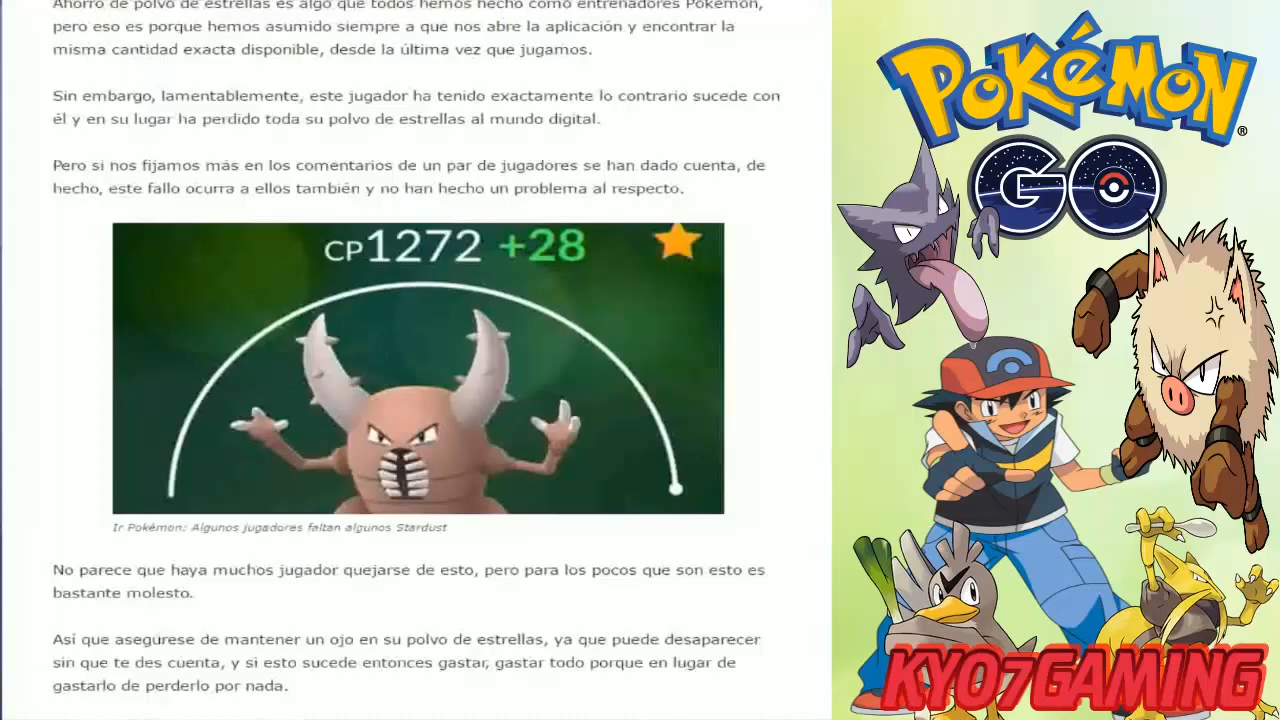 Ahorro de polvo de estrellas es algo que todos hemos hecho como entrenadores Pokémon,
pero eso es porque hemos asumido siempre a que nos abre la aplicación y encontrar la
misma cantidad exacta disponible, desde la última vez que jugamos.
Sin embargo, lamentablemente, este jugador ha tenido exactamente lo contrario sucede con
él y en su lugar ha perdido toda su polvo de estrellas al mundo digital.
Pero si nos fijamos más en los comentarios de un par de jugadores se han dado cuenta, de
hecho, este fallo ocurra a ellos también y no han hecho un problema al respecto.
CP1272 +28
Ir Pokémon: Algunos jugadores faltan algunos Stardust
No parece que haya muchos jugador quejarse de esto, pero para los pocos que son esto es
bastante molesto.
Así que asegúrese de mantener un ojo en su polvo de estrellas, ya que puede desaparecer
sin que te des cuenta, y si esto sucede entonces gastar, gastar todo porque en lugar de
gastarlo de perderlo por nada.
POKÉMON®
GO
KYO7GAMING